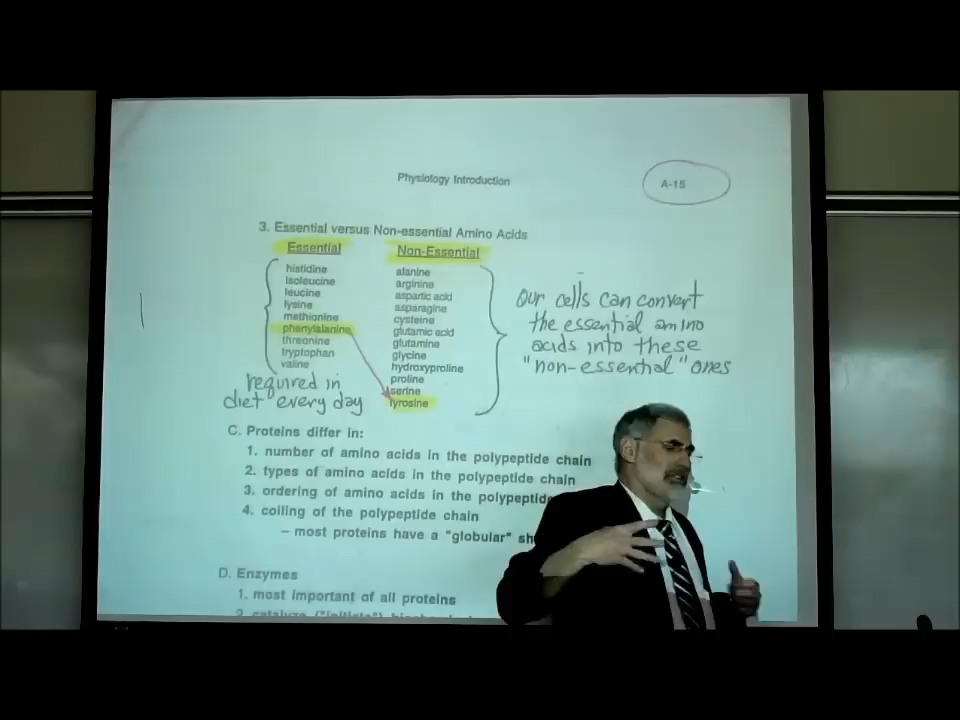 Physiology Introduction
A-15
3. Essential versus Non-essential Amino Acids
Essential
Non-Essential
histidine
isoleucine
leucine
lysine
methionine
phenylalanine
threonine
tryptophan
valine
required in
diet every day
alanine
arginine
aspartic acid
asparagine
cysteine
glutamic acid
glutamine
glycine
hydroxyproline
proline
serine
tyrosine
our cells can convert
the essential amino
acids into these
"non-essential" ones
C. Proteins differ in:
1. number of amino acids in the polypeptide chain
2. types of amino acids in the polypeptide chain
3. ordering of amino acids in the polypeptide
4. coiling of the polypeptide chain
– most proteins have a "globular" sh
D. Enzymes
1. most important of all proteins
2. catalyze ("initiate")